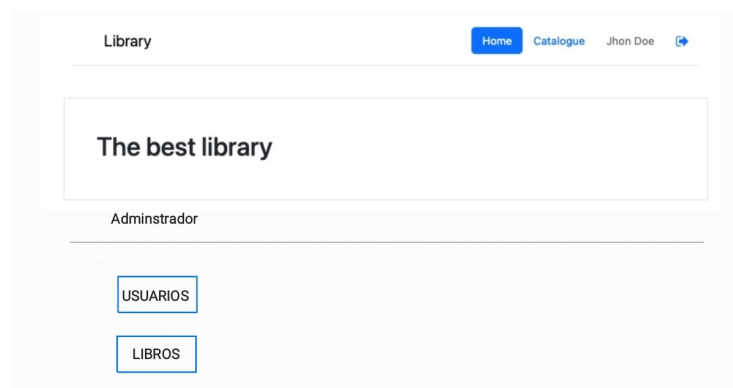 Library Home Catalogue Jhon Doe
The best library
Adminstrador
USUARIOS
LIBROS